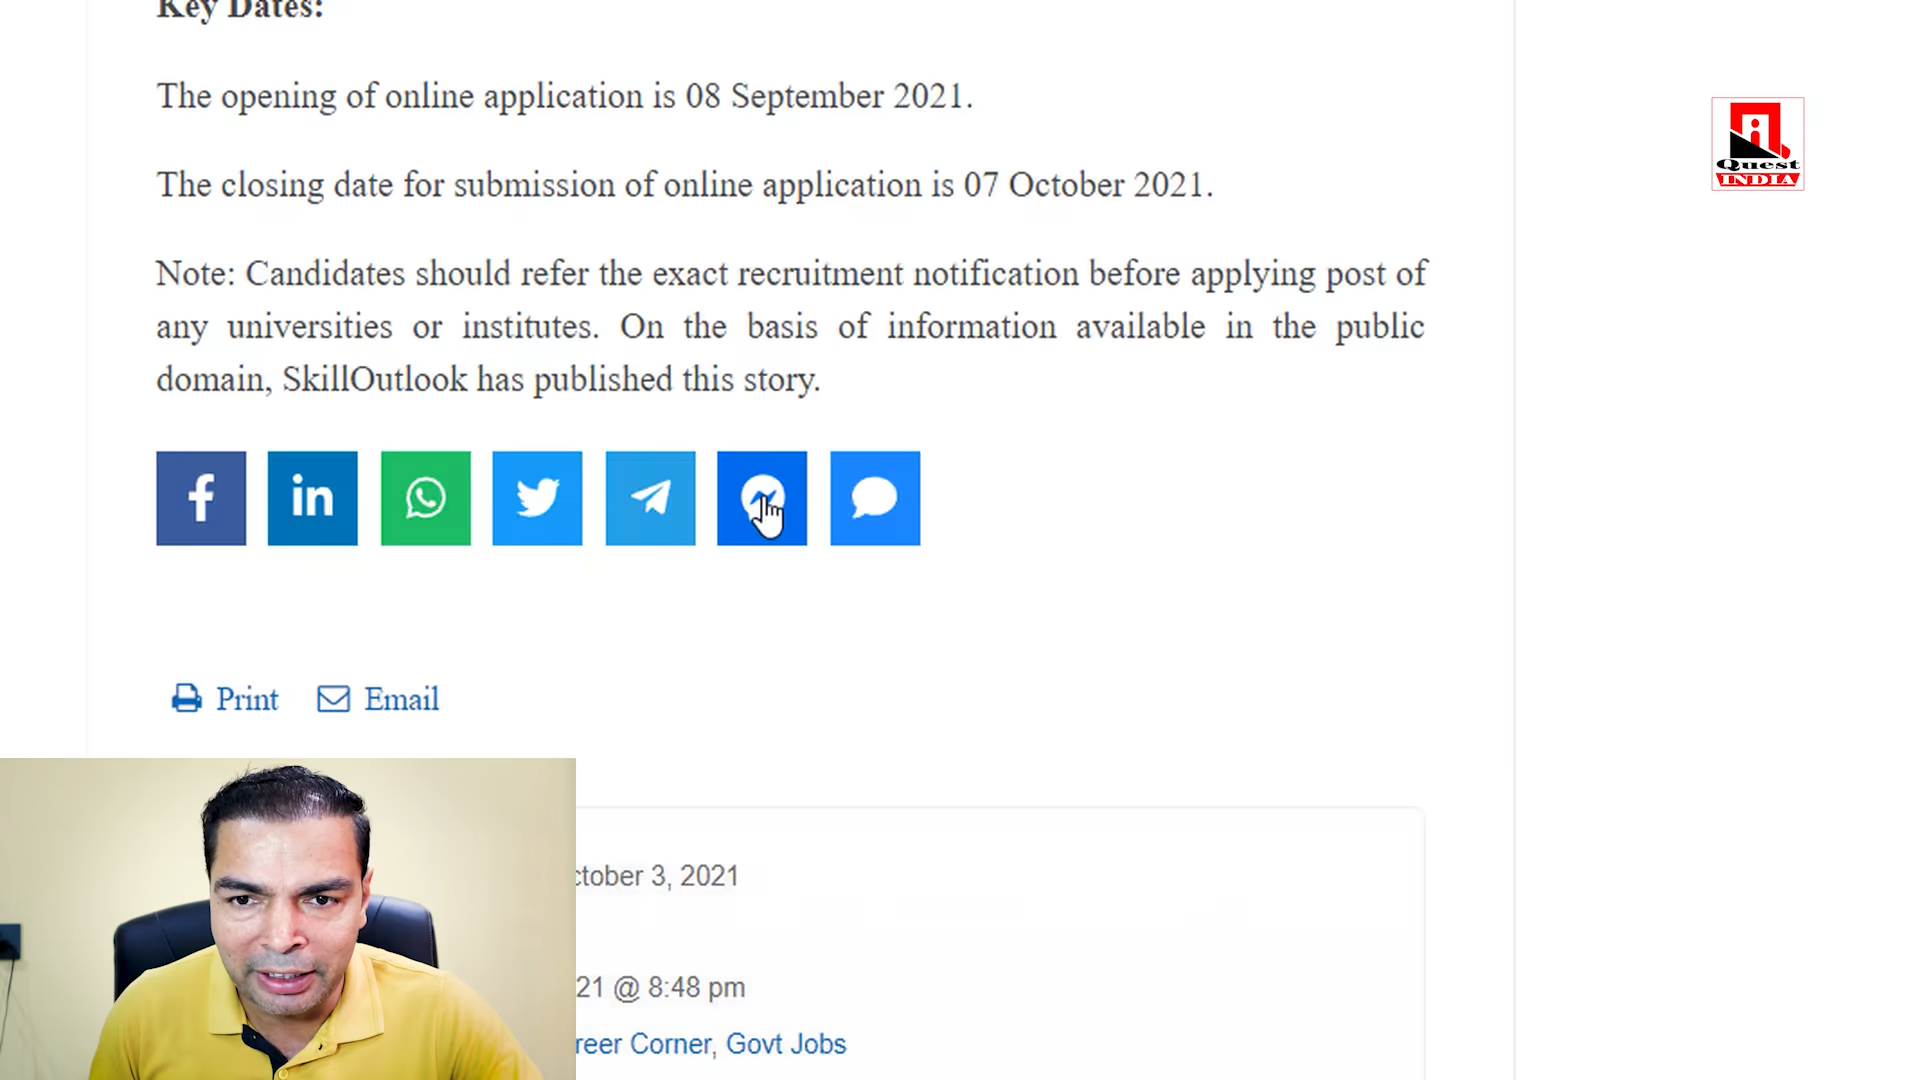 Key Dates:
The opening of online application is 08 September 2021.
The closing date for submission of online application is 07 October 2021.
Note: Candidates should refer the exact recruitment notification before applying post of
any universities or institutes. On the basis of information available in the public
domain, SkillOutlook has published this story.
in
Print Email
ctober 3, 2021
21 @ 8:48 pm
reer Corner, Govt Jobs
i
Quest
INDIA